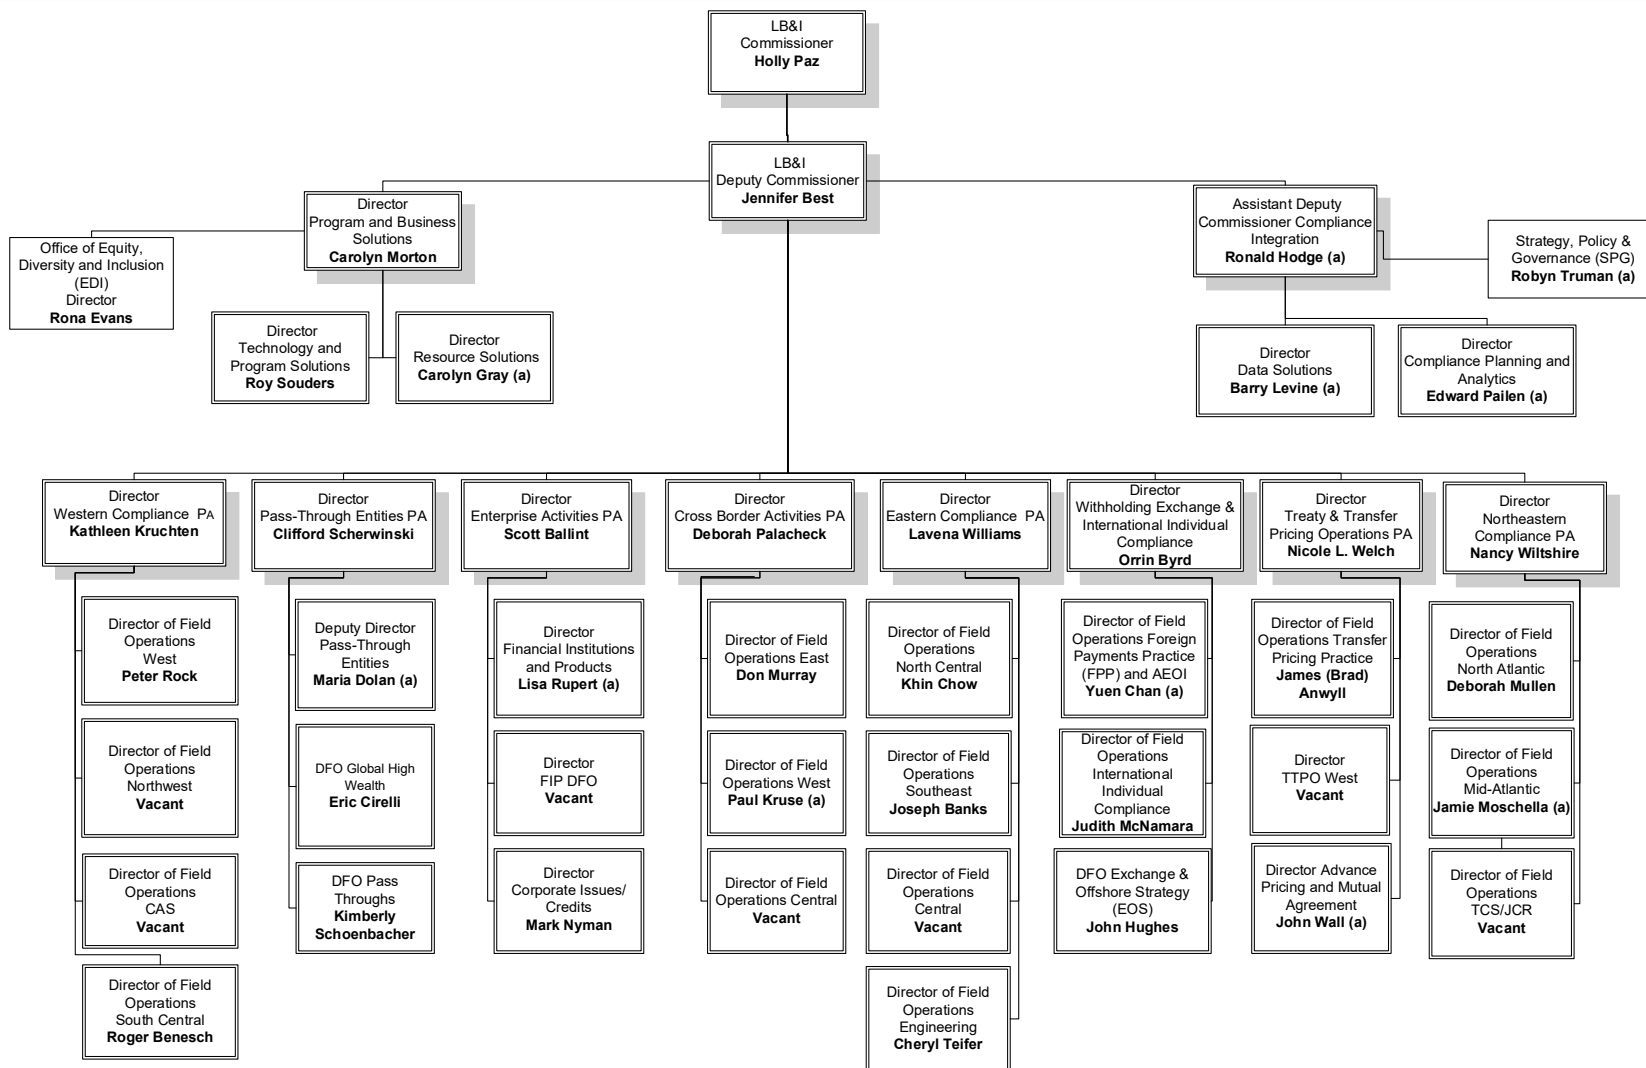 LB&I
Commissioner
Holly Paz
LB&I
Deputy Commissioner
Jennifer Best
Director
Program and Business
Solutions
Carolyn Morton
Assistant Deputy
Commissioner Compliance
Integration
Ronald Hodge (a)
Office of Equity,
Diversity and Inclusion
(EDI)
Director
Rona Evans
Strategy, Policy &
Governance (SPG)
Robyn Truman (a)
Director
Technology and
Program Solutions
Roy Souders
Director
Resource Solutions
Carolyn Gray (a)
Director
Data Solutions
Barry Levine (a)
Director
Compliance Planning and
Analytics
Edward Pailen (a)
Director
Western Compliance PA
Kathleen Kruchten
Director
Pass-Through Entities PA
Clifford Scherwinski
Director
Enterprise Activities PA
Scott Ballint
Director
Cross Border Activities PA
Deborah Palacheck
Director
Eastern Compliance PA
Lavena Williams
Director
Withholding Exchange &
International Individual
Compliance
Orrin Byrd
Director
Treaty & Transfer
Pricing Operations PA
Nicole L. Welch
Director
Northeastern
Compliance PA
Nancy Wiltshire
Director of Field
Operations
West
Peter Rock
Deputy Director
Pass-Through
Entities
Maria Dolan (a)
Director
Financial Institutions
and Products
Lisa Rupert (a)
Director of Field
Operations East
Don Murray
Director of Field
Operations
North Central
Khin Chow
Director of Field
Operations Foreign
Payments Practice
(FPP) and AEOI
Yuen Chan (a)
Director of Field
Operations Transfer
Pricing Practice
James (Brad)
Anwyll
Director of Field
Operations
North Atlantic
Deborah Mullen
Director of Field
Operations
Northwest
Vacant
DFO Global High
Wealth
Eric Cirelli
Director
FIP DFO
Vacant
Director of Field
Operations West
Paul Kruse (a)
Director of Field
Operations
Southeast
Joseph Banks
Director of Field
Operations
International
Individual
Compliance
Judith McNamara
Director
TTPO West
Vacant
Director of Field
Operations
Mid-Atlantic
Jamie Moschella (a)
Director of Field
Operations
CAS
Vacant
DFO Pass
Throughs
Kimberly
Schoenbacher
Director
Corporate Issues/
Credits
Mark Nyman
Director of Field
Operations Central
Vacant
Director of Field
Operations
Central
Vacant
DFO Exchange &
Offshore Strategy
(EOS)
John Hughes
Director Advance
Pricing and Mutual
Agreement
John Wall (a)
Director of Field
Operations
TCS/JCR
Vacant
Director of Field
Operations
South Central
Roger Benesch
Director of Field
Operations
Engineering
Cheryl Teifer